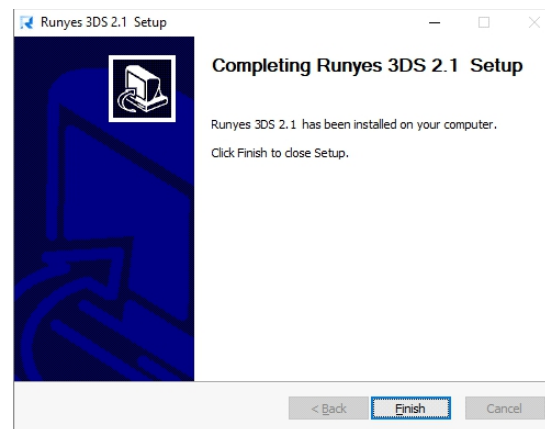 Runyes 3DS 2.1 Setup
Completing Runyes 3DS 2.1 Setup
Runyes 3DS 2.1 has been installed on your computer.
Click Finish to close Setup.
< Back Finish Cancel